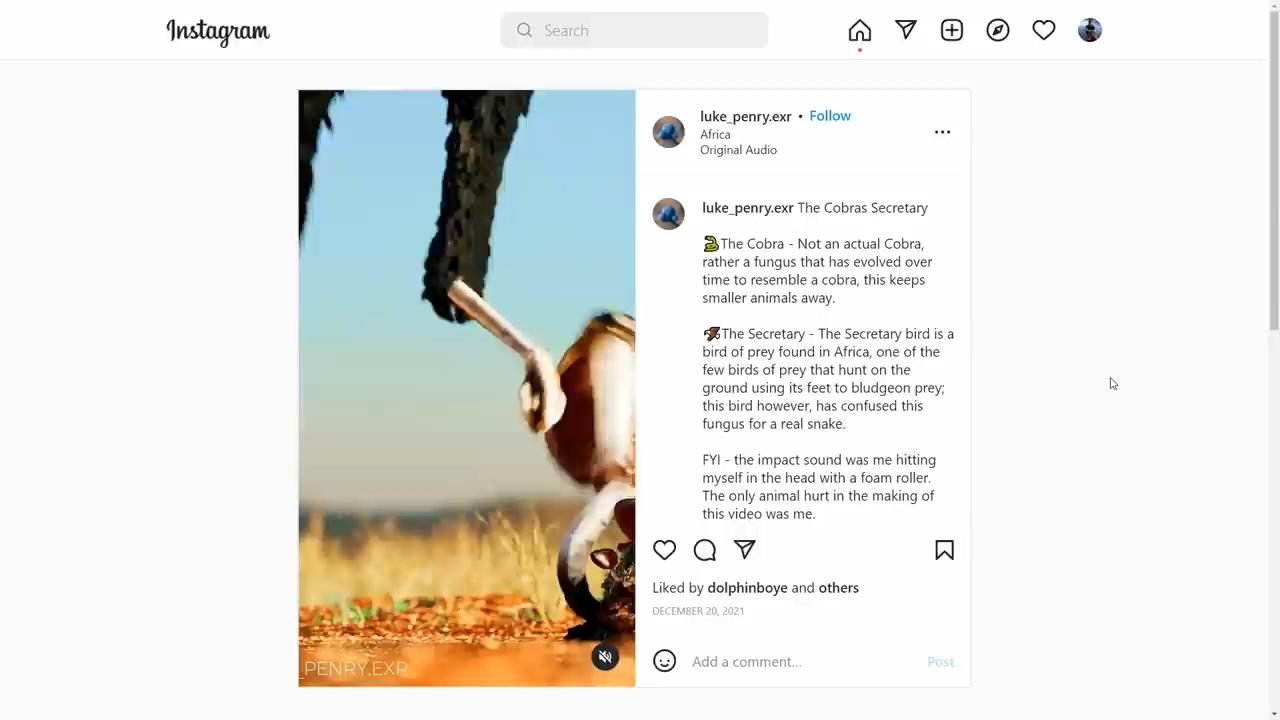 Instagram
Search
luke_penry.exr • Follow
Africa
Original Audio
luke_penry.exr The Cobras Secretary
🐍The Cobra - Not an actual Cobra,
rather a fungus that has evolved over
time to resemble a cobra, this keeps
smaller animals away.
The Secretary - The Secretary bird is a
bird of prey found in Africa, one of the
few birds of prey that hunt on the
ground using its feet to bludgeon prey;
this bird however, has confused this
fungus for a real snake.
FYI - the impact sound was me hitting
myself in the head with a foam roller.
The only animal hurt in the making of
this video was me.
Liked by dolphinboye and others
DECEMBER 20, 2021
Add a comment...
Post
_PENRY.EXR